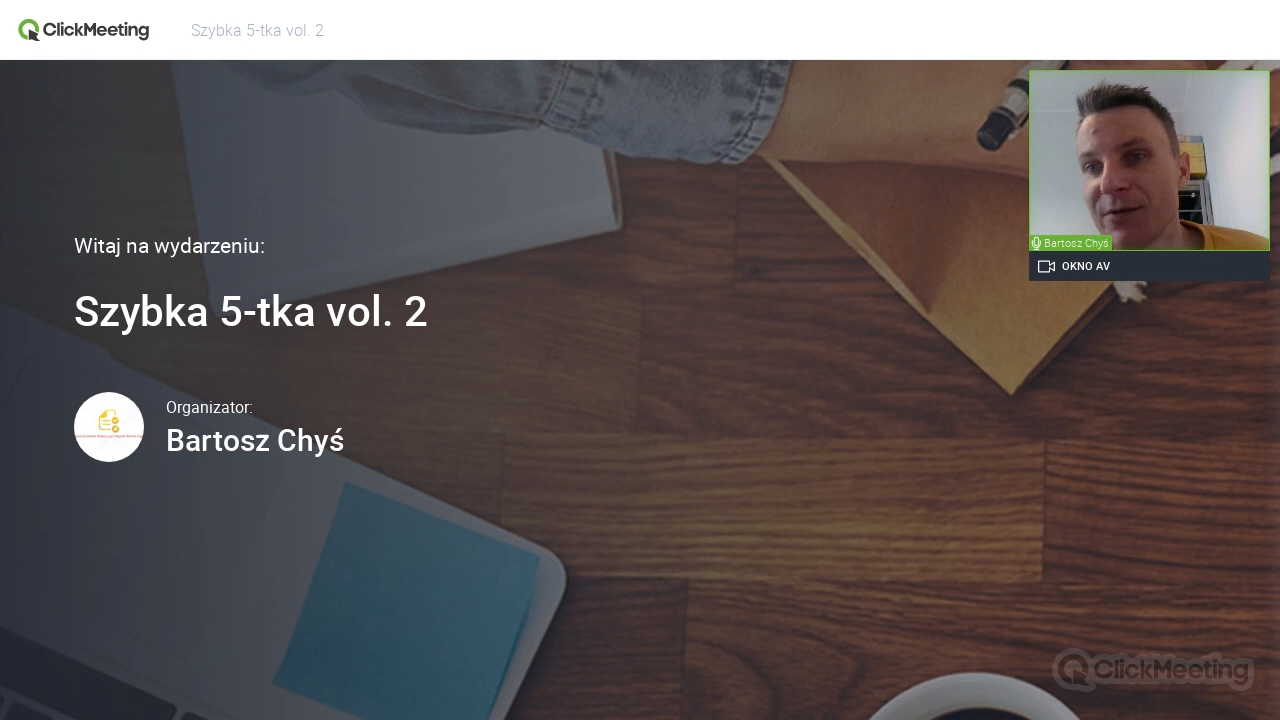 ClickMeeting
Szybka 5-tka vol. 2
Bartosz Chyś
OKNO AV
Witaj na wydarzeniu:
Szybka 5-tka vol. 2
Organizator:
Bartosz Chyś
ClickMeeting